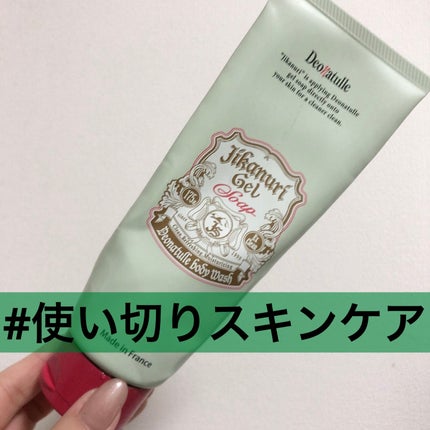 Deonatulle
"Jikanuri" is applying Deonatulle
gel soap directly onto
your skin for a cleaner clean.
Jikanuri
Gel
Soap
Deonatulle body Wash
#使い切りスキンケア
Made in France